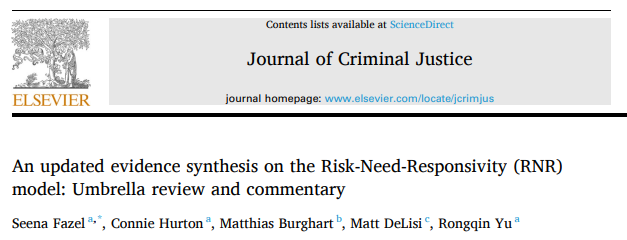 Contents lists available at ScienceDirect
Journal of Criminal Justice
ELSEVIER
journal homepage: www.elsevier.com/locate/jcrimjus
An updated evidence synthesis on the Risk-Need-Responsivity (RNR)
model: Umbrella review and commentary
Seena Fazel a,*, Connie Hurton a, Matthias Burghart b, Matt DeLisi c, Rongqin Yu a